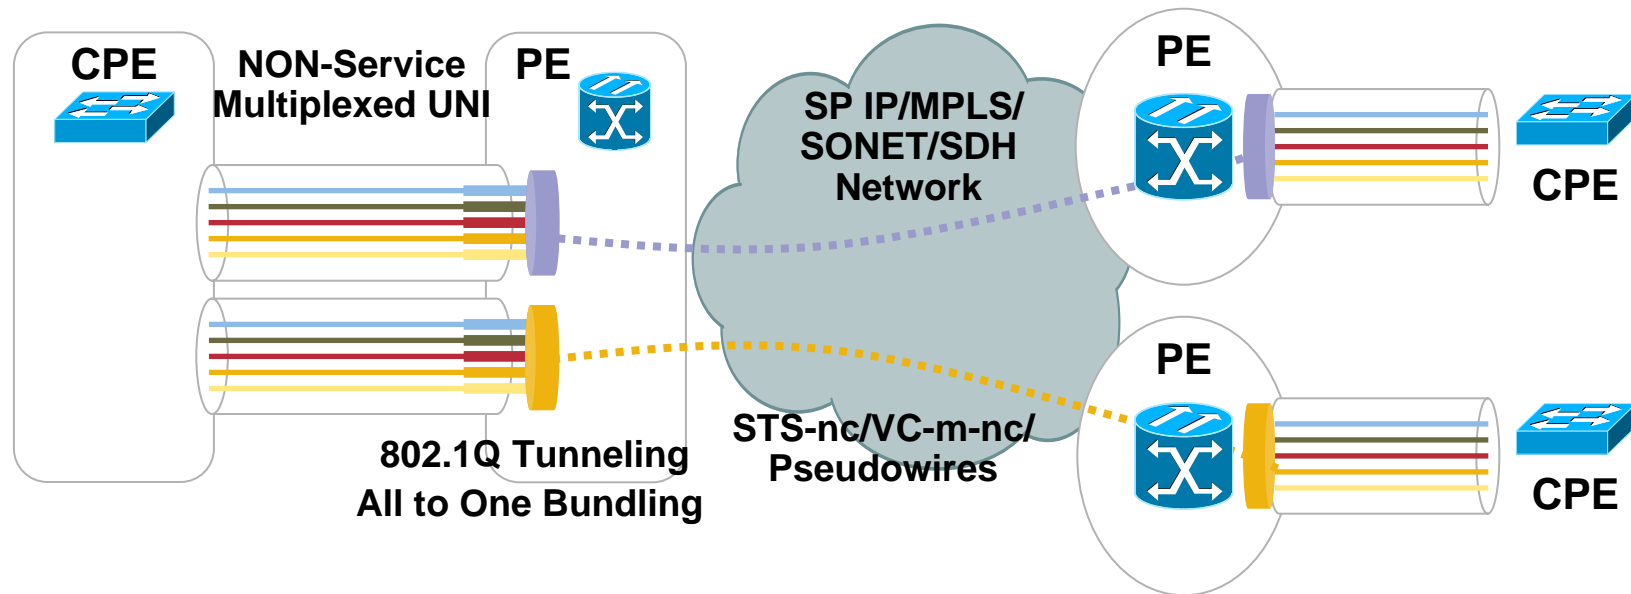 CPE
NON-Service
Multiplexed UNI
PE
SP IP/MPLS/
SONET/SDH
Network
PE
CPE
802.1Q Tunneling
All to One Bundling
STS-nc/VC-m-nc/
Pseudowires
PE
CPE